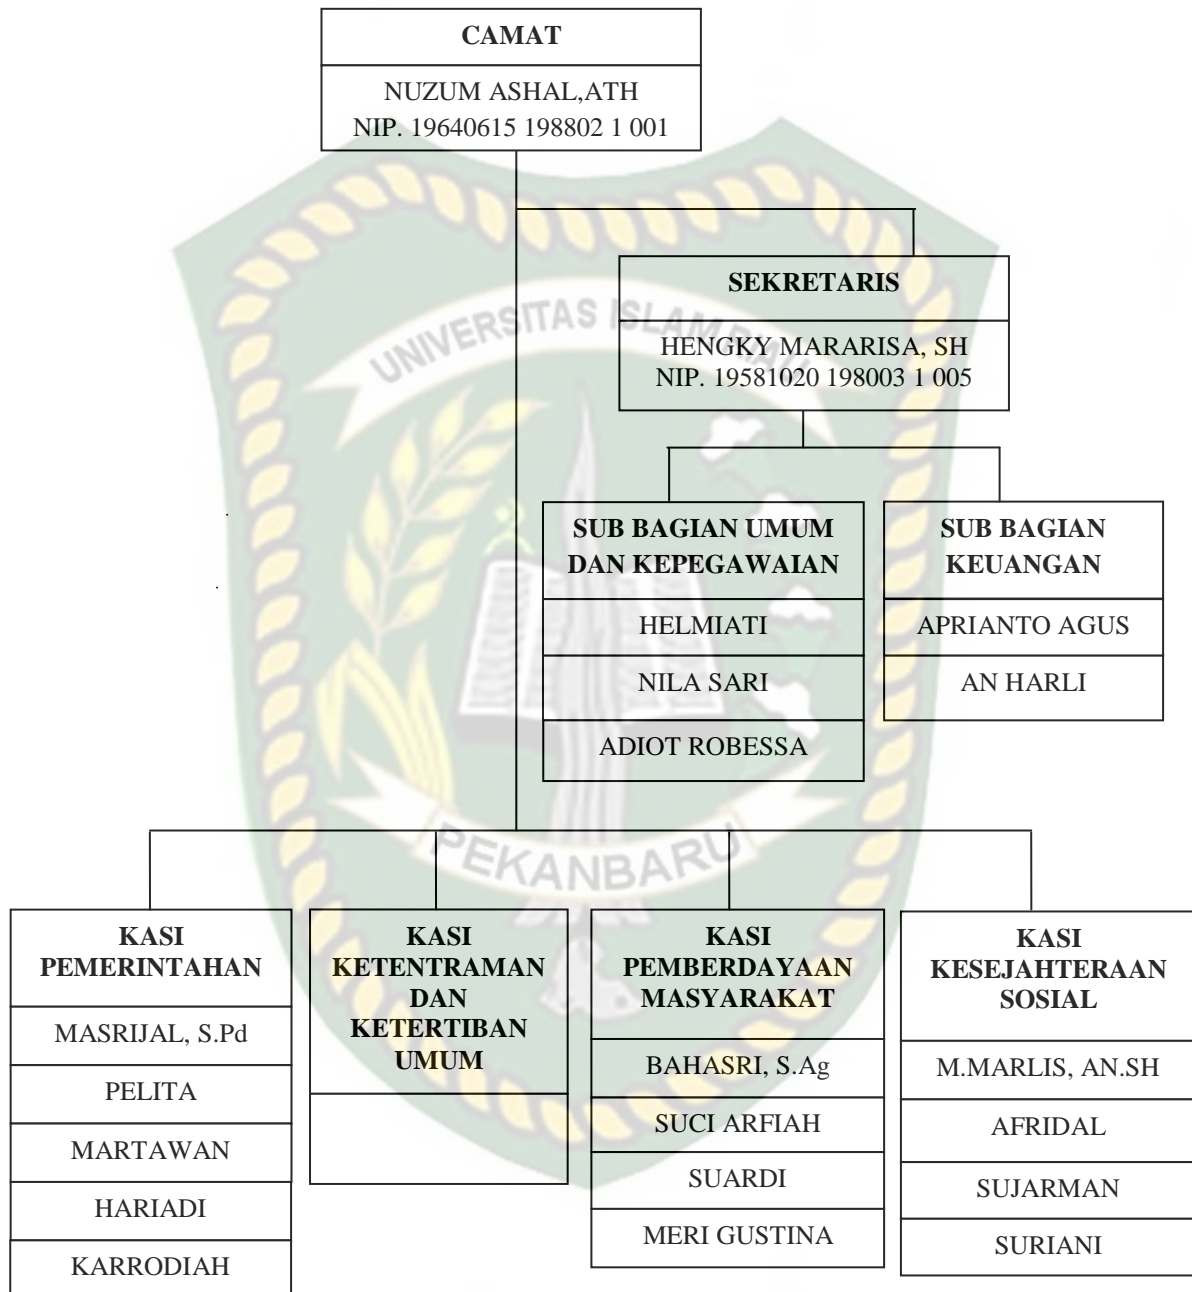 CAMAT
NUZUM ASHAL,ATH
NIP. 19640615 198802 1 001
SEKRETARIS
HENGKY MARARISA, SH
NIP. 19581020 198003 1 005
UNIVERSITAS ISLAM RIAU
SUB BAGIAN UMUM
DAN KEPEGAWAIAN
HELMIATI
NILA SARI
ADIOT ROBESSA
SUB BAGIAN
KEUANGAN
APRIANTO AGUS
AN HARLI
PEKANBARU
KASI
PEMERINTAHAN
MASRIJAL, S.Pd
PELITA
MARTAWAN
HARIADI
KARRODIAH
KASI
KETENTRAMAN
DAN
KETERTIBAN
UMUM
KASI
PEMBERDAYAAN
MASYARAKAT
BAHASRI, S.Ag
SUCI ARFIAH
SUARDI
MERI GUSTINA
KASI
KESEJAHTERAAN
SOSIAL
M.MARLIS, AN.SH
AFRIDAL
SUJARMAN
SURIANI